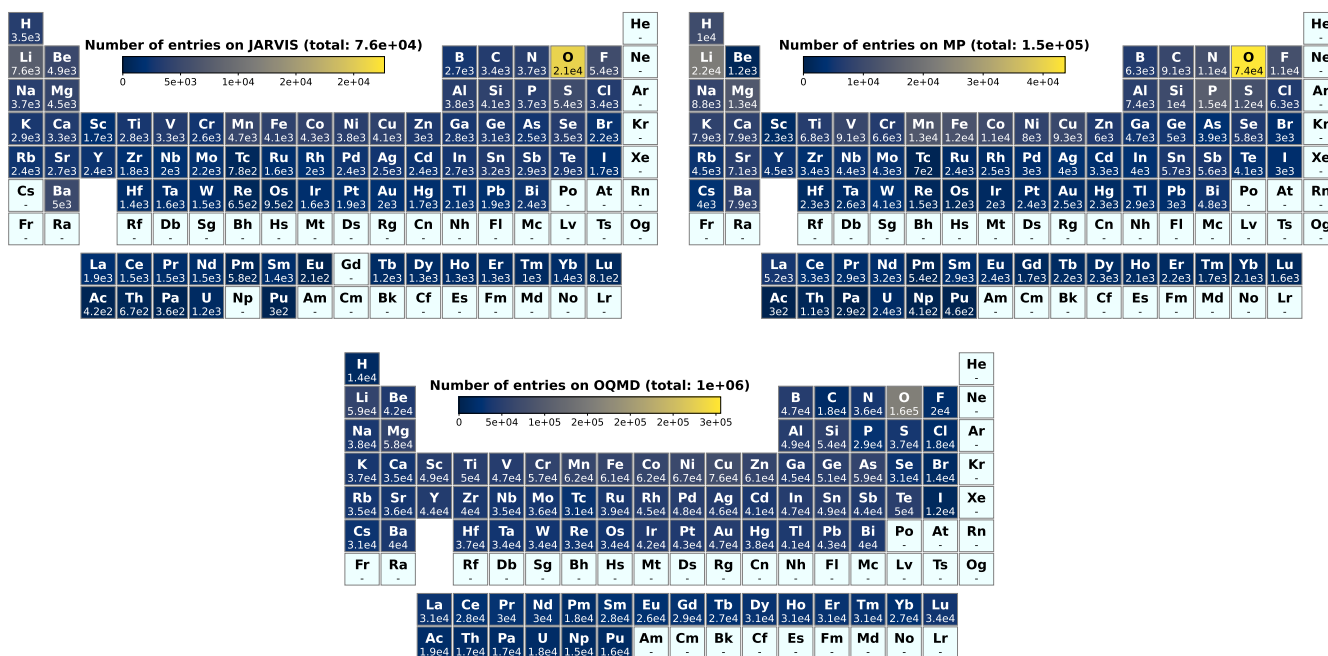 H He
3.5e3 -
Number of entries on JARVIS (total: 7.6e+04)
Li Be B C N O F Ne
7.6e3 4.9e3 2.7e3 3.4e3 3.7e3 2.1e4 5.4e3 -
0 5e+03 1e+04 2e+04
Na Mg Al Si P S Cl Ar
3.7e3 4.5e3 3.8e3 4.1e3 3.7e3 5.4e3 3.4e3 -
K Ca Sc Ti V Cr Mn Fe Co Ni Cu Zn Ga Ge As Se Br Kr
2.9e3 3.3e3 1.7e3 2.8e3 3.3e3 2.6e3 4.7e3 4.1e3 4.3e3 3.8e3 4.1e3 3e3 2.8e3 3.1e3 2.5e3 3.5e3 2.2e3 -
Rb Sr Y Zr Nb Mo Tc Ru Rh Pd Ag Cd In Sn Sb Te I Xe
2.4e3 2.7e3 2.4e3 1.8e3 2e3 2.2e3 7.8e2 1.6e3 2e3 2.4e3 2.5e3 2.4e3 2.7e3 3.2e3 2.9e3 2.9e3 1.7e3 -
Cs Ba Hf Ta W Re Os Ir Pt Au Hg Tl Pb Bi Po At Rn
- 5e3 1.4e3 1.6e3 1.2e3 6.5e2 9.5e2 1.6e3 1.9e3 2e3 1.7e3 2.1e3 1.9e3 2.4e3 - - -
Fr Ra Rf Db Sg Bh Hs Mt Ds Rg Cn Nh Fl Mc Lv Ts Og
- - - - - - - - - - - - - - - - -
La Ce Pr Nd Pm Sm Eu Gd Tb Dy Ho Er Tm Yb Lu
1.9e3 1.5e3 1.5e3 1.5e3 5.8e2 1.4e3 2.1e2 - 1.2e3 1.3e3 1.3e3 1.3e3 1e3 1.4e3 8.1e2
Ac Th Pa U Np Pu Am Cm Bk Cf Es Fm Md No Lr
4.2e2 6.7e2 3.6e2 1.2e3 - 3e2 - - - - - - - - -
H He
1e4 -
Number of entries on MP (total: 1.5e+05)
Li Be B C N O F Ne
2.2e4 1.2e3 6.3e3 9.1e3 1.1e4 7.4e4 1.1e4 -
0 1e+04 2e+04 3e+04 4e+04
Na Mg Al Si P S Cl Ar
8.8e3 1.3e4 7.4e3 1e4 1.5e4 1.2e4 6.3e3 -
K Ca Sc Ti V Cr Mn Fe Co Ni Cu Zn Ga Ge As Se Br Kr
7.9e3 7.9e3 2.3e3 6.8e3 9.1e3 6.6e3 1.3e4 1.2e4 1.1e4 8e3 9.3e3 6e3 4.7e3 5e3 3.9e3 5.8e3 3e3 -
Rb Sr Y Zr Nb Mo Tc Ru Rh Pd Ag Cd In Sn Sb Te I Xe
4.5e3 7.1e3 4.5e3 3.4e3 4.4e3 4.3e3 7e2 3.1e3 2.5e3 3e3 4e3 3.3e3 4e3 5.7e3 5.6e3 4.1e3 3e3 -
Cs Ba Hf Ta W Re Os Ir Pt Au Hg Tl Pb Bi Po At Rn
4e3 7.9e3 2.3e3 2.6e3 4.1e3 1.5e3 1.2e3 2e3 2.4e3 2.5e3 2.3e3 2.9e3 3e3 4.8e3 - - -
Fr Ra Rf Db Sg Bh Hs Mt Ds Rg Cn Nh Fl Mc Lv Ts Og
- - - - - - - - - - - - - - - - -
La Ce Pr Nd Pm Sm Eu Gd Tb Dy Ho Er Tm Yb Lu
5.2e3 3.3e3 2.9e3 3.2e3 5.4e2 2.9e3 2.4e3 1.7e3 2.2e3 2.3e3 2.1e3 2.2e3 1.7e3 2.1e3 1.6e3
Ac Th Pa U Np Pu Am Cm Bk Cf Es Fm Md No Lr
3e2 1.1e3 2.9e2 2.4e3 4.1e2 4.6e2 - - - - - - - - -
H He
1.4e4 -
Number of entries on OQMD (total: 1e+06)
Li Be B C N O F Ne
5.9e4 4.2e4 4.7e4 1.8e4 3.6e4 1.6e5 2e4 -
0 5e+04 1e+05 2e+05 2e+05 3e+05
Na Mg Al Si P S Cl Ar
3.8e4 5.8e4 4.9e4 5.4e4 2.9e4 3.7e4 1.8e4 -
K Ca Sc Ti V Cr Mn Fe Co Ni Cu Zn Ga Ge As Se Br Kr
3.7e4 3.5e4 4.9e4 5e4 4.7e4 5.7e4 6.2e4 6.1e4 6.2e4 6.7e4 7.6e4 6.1e4 4.5e4 5.1e4 5.9e4 3.1e4 1.4e4 -
Rb Sr Y Zr Nb Mo Tc Ru Rh Pd Ag Cd In Sn Sb Te I Xe
3.5e4 3.6e4 4.4e4 4e4 3.5e4 3.6e4 3.1e4 3.9e4 4.5e4 4.8e4 4.6e4 4.1e4 4.7e4 4.9e4 4.4e4 5e4 1.2e4 -
Cs Ba Hf Ta W Re Os Ir Pt Au Hg Tl Pb Bi Po At Rn
3.1e4 4e4 3.7e4 3.4e4 3.4e4 3.3e4 3.4e4 4.2e4 4.3e4 4.7e4 3.8e4 4.1e4 4.3e4 4e4 - - -
Fr Ra Rf Db Sg Bh Hs Mt Ds Rg Cn Nh Fl Mc Lv Ts Og
- - - - - - - - - - - - - - - - -
La Ce Pr Nd Pm Sm Eu Gd Tb Dy Ho Er Tm Yb Lu
3.1e4 2.8e4 3e4 3e4 1.8e4 2.8e4 2.6e4 2.9e4 2.7e4 3.1e4 3.1e4 3.1e4 3.1e4 2.7e4 3.4e4
Ac Th Pa U Np Pu Am Cm Bk Cf Es Fm Md No Lr
1.9e4 1.7e4 1.7e4 1.8e4 1.5e4 1.6e4 - - - - - - - - -